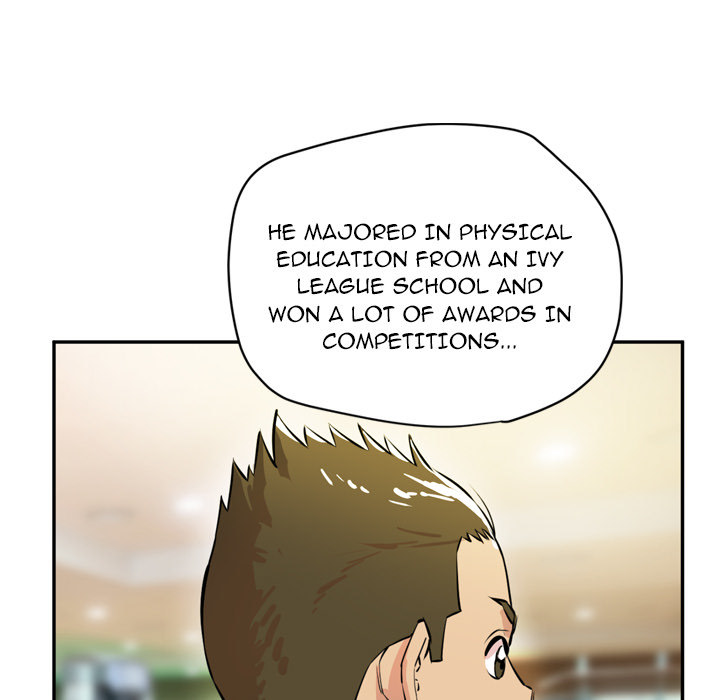 HE MAJORED IN PHYSICAL
EDUCATION FROM AN IVY
LEAGUE SCHOOL AND
WON A LOT OF AWARDS IN
COMPETITIONS...